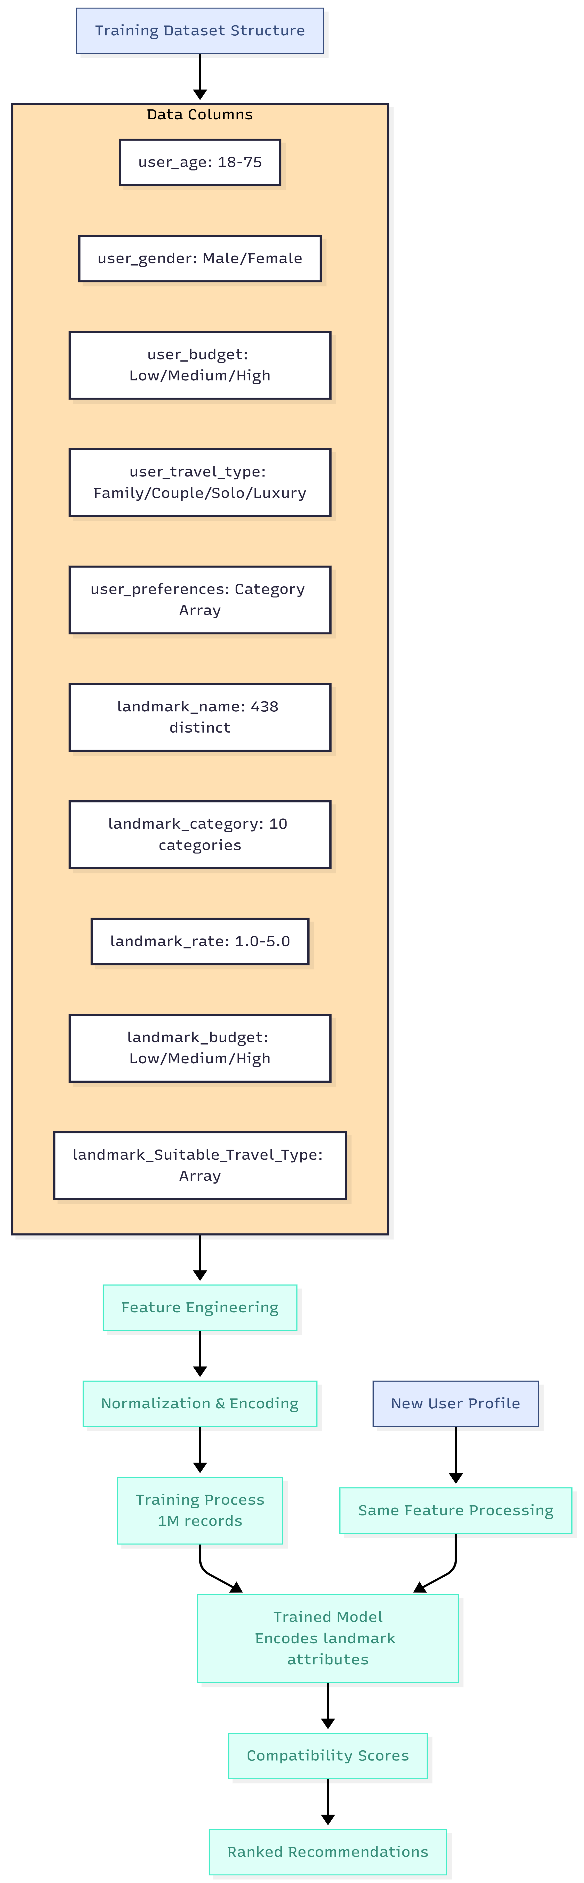 Training Dataset Structure
Data Columns
user_age: 18-75
user_gender: Male/Female
user_budget:
Low/Medium/High
user_travel_type:
Family/Couple/Solo/Luxury
user_preferences: Category
Array
landmark_name: 438
distinct
landmark_category: 10
categories
landmark_rate: 1.0-5.0
landmark_budget:
Low/Medium/High
landmark_Suitable_Travel_Type:
Array
Feature Engineering
Normalization & Encoding
New User Profile
Training Process
1M records
Same Feature Processing
Trained Model
Encodes landmark
attributes
Compatibility Scores
Ranked Recommendations